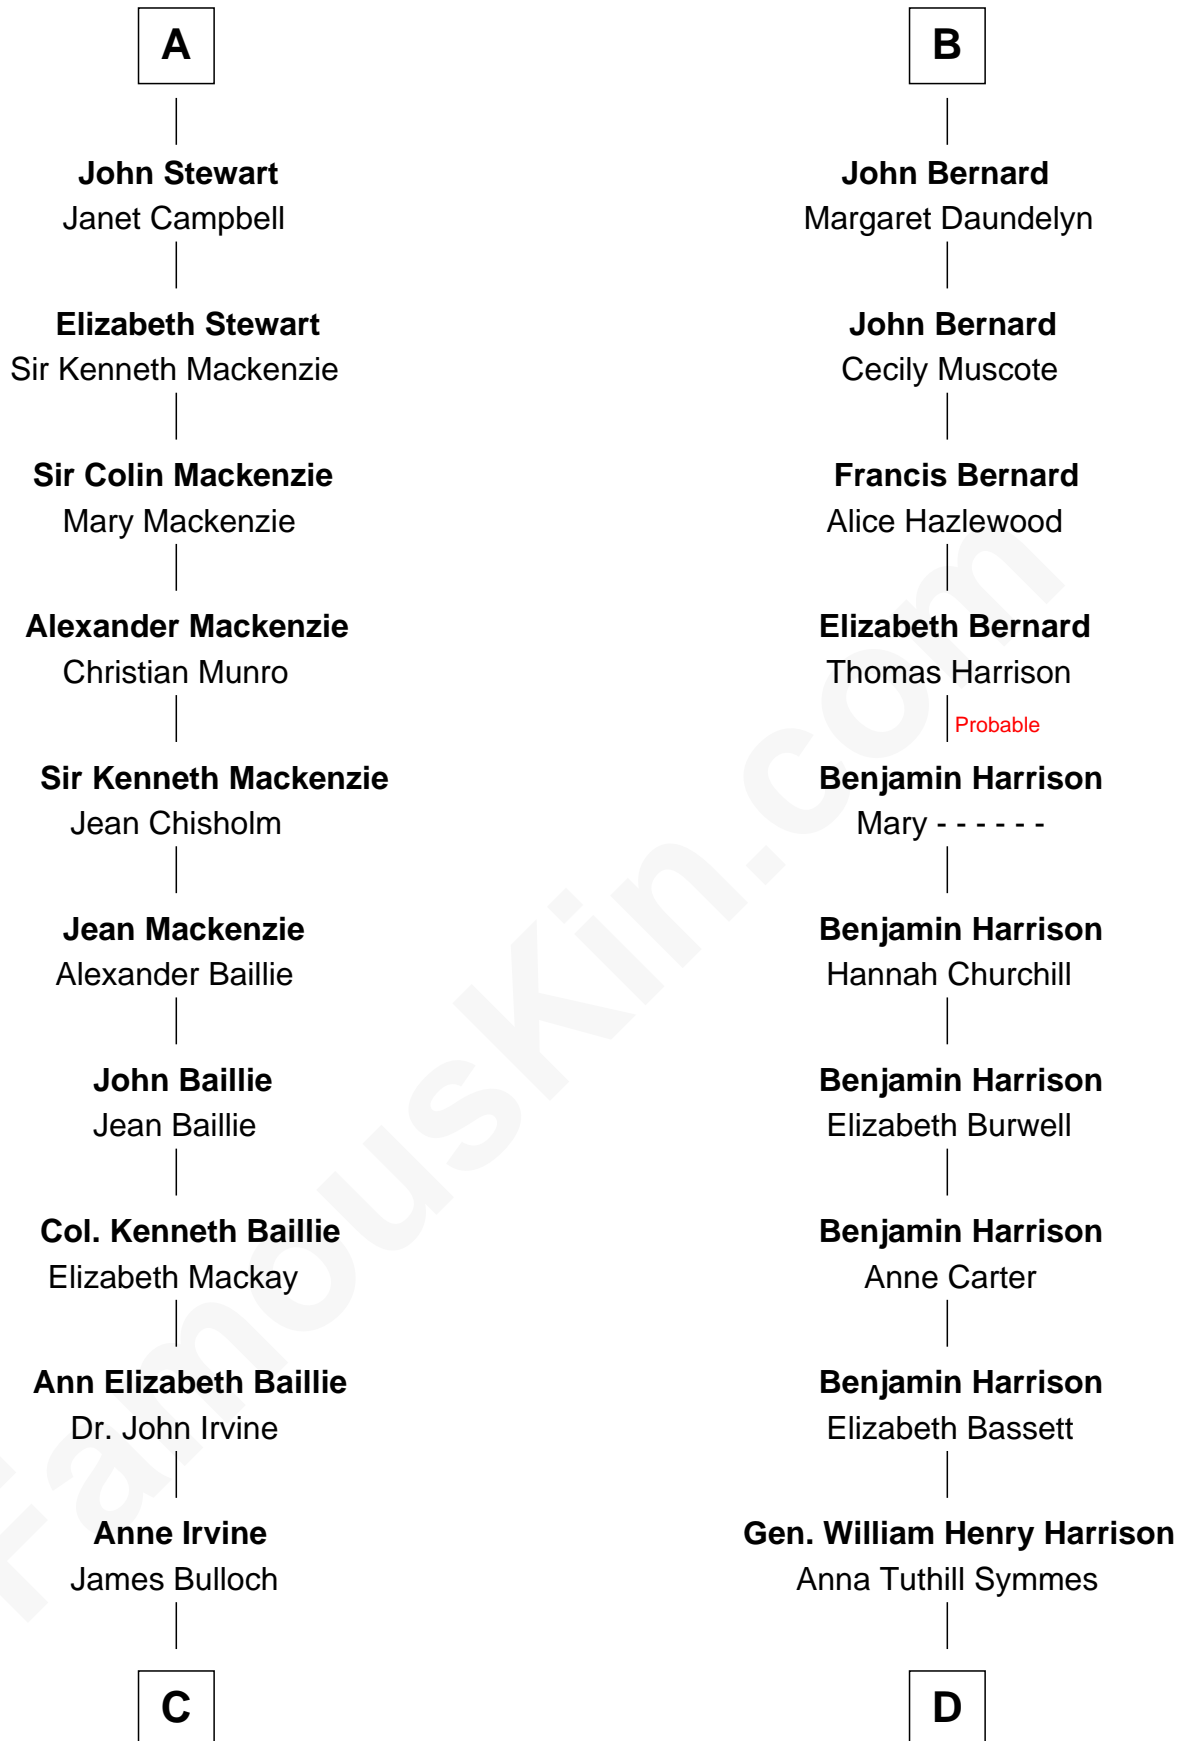 A
John Stewart
Janet Campbell
Elizabeth Stewart
Sir Kenneth Mackenzie
Sir Colin Mackenzie
Mary Mackenzie
Alexander Mackenzie
Christian Munro
Sir Kenneth Mackenzie
Jean Chisholm
Jean Mackenzie
Alexander Baillie
John Baillie
Jean Baillie
Col. Kenneth Baillie
Elizabeth Mackay
Ann Elizabeth Baillie
Dr. John Irvine
Anne Irvine
James Bulloch
C
B
John Bernard
Margaret Daundelyn
John Bernard
Cecily Muscote
Francis Bernard
Alice Hazlewood
Elizabeth Bernard
Thomas Harrison
Probable
Benjamin Harrison
Mary - - - - - -
Benjamin Harrison
Hannah Churchill
Benjamin Harrison
Elizabeth Burwell
Benjamin Harrison
Anne Carter
Benjamin Harrison
Elizabeth Bassett
Gen. William Henry Harrison
Anna Tuthill Symmes
D
FamousKin.com